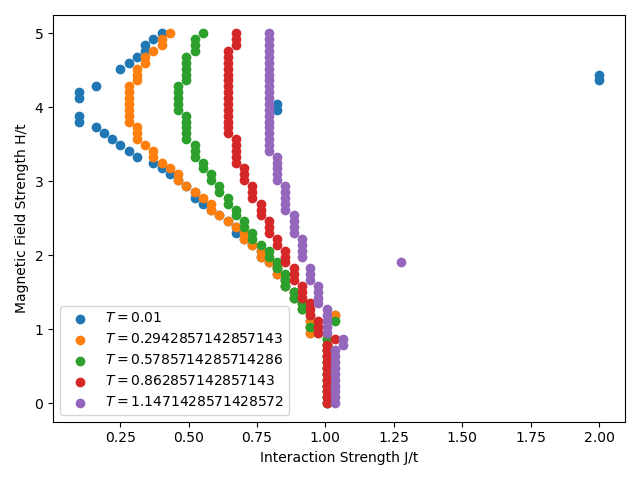 Magnetic Field Strength H/t
5
4
3
2
1
0
T = 0.01
T = 0.2942857142857143
T = 0.5785714285714286
T = 0.862857142857143
T = 1.1471428571428572
0.25 0.50 0.75 1.00 1.25 1.50 1.75 2.00
Interaction Strength J/t